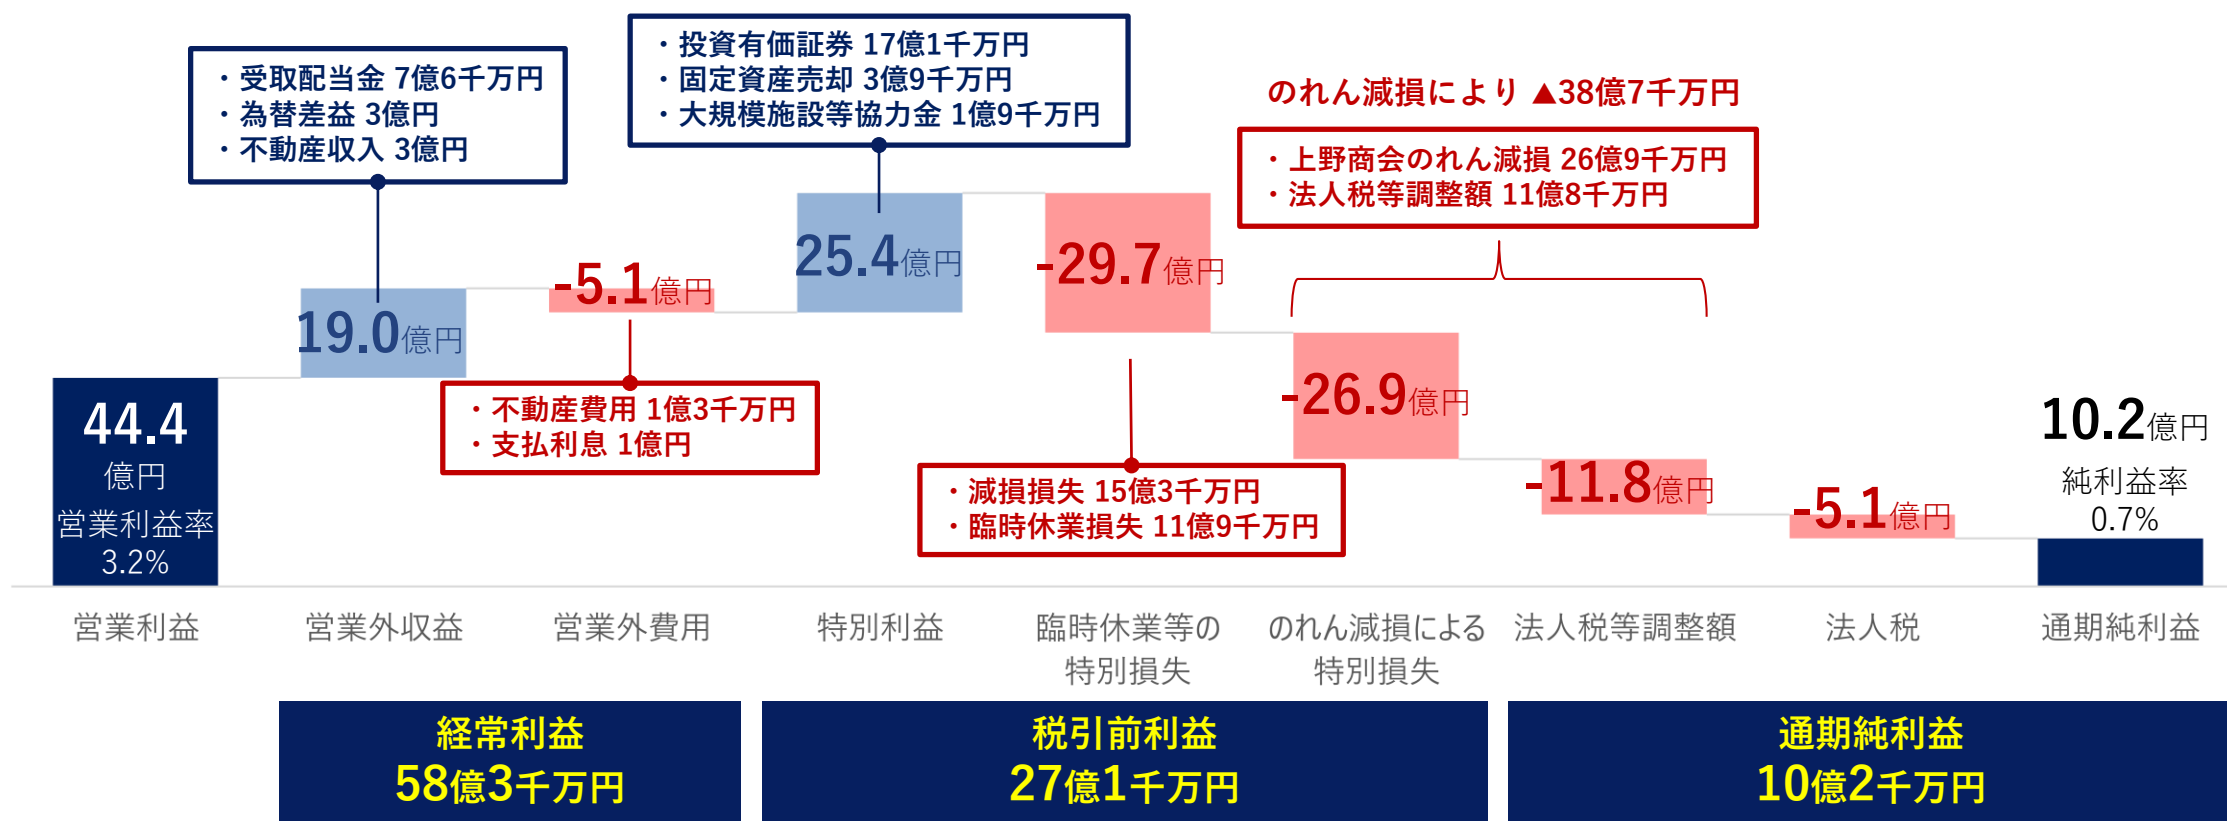 ・受取配当金 7億6千万円
・為替差益 3億円
・不動産収入 3億円
・投資有価証券 17億1千万円
・固定資産売却 3億9千万円
・大規模施設等協力金 1億9千万円
のれん減損により ▲38億7千万円
・上野商会のれん減損 26億9千万円
・法人税等調整額 11億8千万円
44.4
億円
営業利益率
3.2%
19.0億円
-5.1億円
・不動産費用 1億3千万円
・支払利息 1億円
25.4億円
-29.7億円
・減損損失 15億3千万円
・臨時休業損失 11億9千万円
-26.9億円
-11.8億円
-5.1億円
10.2億円
純利益率
0.7%
営業利益
営業外収益
営業外費用
特別利益
臨時休業等の
特別損失
のれん減損による
特別損失
法人税等調整額
法人税
通期純利益
経常利益
58億3千万円
税引前利益
27億1千万円
通期純利益
10億2千万円